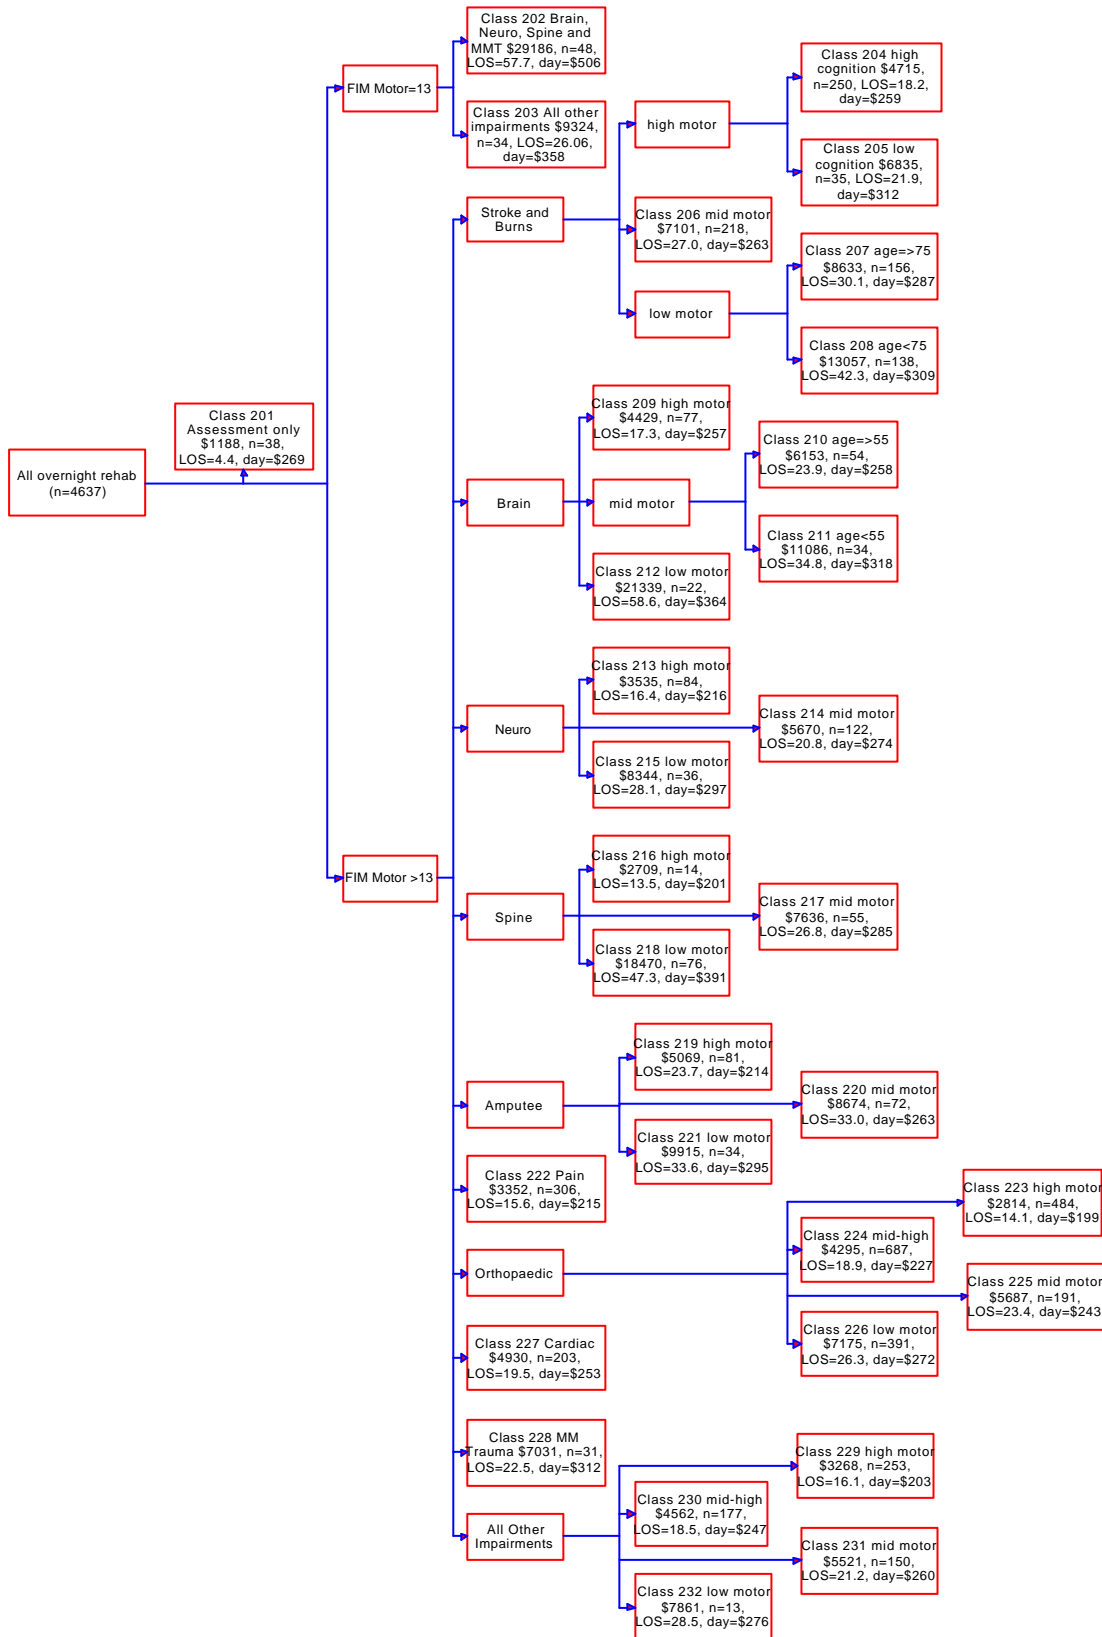 All overnight rehab
(n=4637)
Class 201
Assessment only
$1188, n=38,
LOS=4.4, day=$269
FIM Motor=13
Class 202 Brain,
Neuro, Spine and
MMT $29186, n=48,
LOS=57.7, day=$506
Class 203 All other
impairments $9324,
n=34, LOS=26.06,
day=$358
FIM Motor >13
Stroke and
Burns
high motor
Class 204 high
cognition $4715,
n=250, LOS=18.2,
day=$259
Class 205 low
cognition $6835,
n=35, LOS=21.9,
day=$312
Class 206 mid motor
$7101, n=218,
LOS=27.0, day=$263
low motor
Class 207 age=>75
$8633, n=156,
LOS=30.1, day=$287
Class 208 age<75
$13057, n=138,
LOS=42.3, day=$309
Brain
Class 209 high motor
$4429, n=77,
LOS=17.3, day=$257
mid motor
Class 210 age=>55
$6153, n=54,
LOS=23.9, day=$258
Class 211 age<55
$11086, n=34,
LOS=34.8, day=$318
Class 212 low motor
$21339, n=22,
LOS=58.6, day=$364
Neuro
Class 213 high motor
$3535, n=84,
LOS=16.4, day=$216
Class 214 mid motor
$5670, n=122,
LOS=20.8, day=$274
Class 215 low motor
$8344, n=36,
LOS=28.1, day=$297
Spine
Class 216 high motor
$2709, n=14,
LOS=13.5, day=$201
Class 217 mid motor
$7636, n=55,
LOS=26.8, day=$285
Class 218 low motor
$18470, n=76,
LOS=47.3, day=$391
Amputee
Class 219 high motor
$5069, n=81,
LOS=23.7, day=$214
Class 220 mid motor
$8674, n=72,
LOS=33.0, day=$263
Class 221 low motor
$9915, n=34,
LOS=33.6, day=$295
Class 222 Pain
$3352, n=306,
LOS=15.6, day=$215
Orthopaedic
Class 223 high motor
$2814, n=484,
LOS=14.1, day=$199
Class 224 mid-high
$4295, n=687,
LOS=18.9, day=$227
Class 225 mid motor
$5687, n=191,
LOS=23.4, day=$243
Class 226 low motor
$7175, n=391,
LOS=26.3, day=$272
Class 227 Cardiac
$4930, n=203,
LOS=19.5, day=$253
Class 228 MM
Trauma $7031, n=31,
LOS=22.5, day=$312
All Other
Impairments
Class 229 high motor
$3268, n=253,
LOS=16.1, day=$203
Class 230 mid-high
$4562, n=177,
LOS=18.5, day=$247
Class 231 mid motor
$5521, n=150,
LOS=21.2, day=$260
Class 232 low motor
$7861, n=13,
LOS=28.5, day=$276